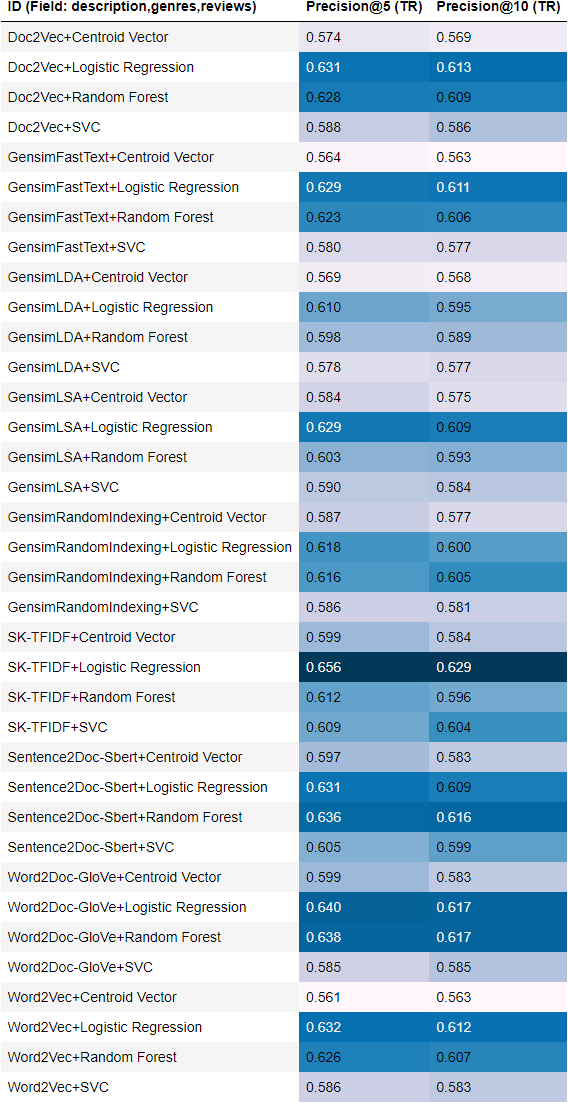 ID (Field: description,genres,reviews) Precision@5 (TR) Precision@10 (TR)
Doc2Vec+Centroid Vector 0.574 0.569
Doc2Vec+Logistic Regression 0.631 0.613
Doc2Vec+Random Forest 0.628 0.609
Doc2Vec+SVC 0.588 0.586
GensimFastText+Centroid Vector 0.564 0.563
GensimFastText+Logistic Regression 0.629 0.611
GensimFastText+Random Forest 0.623 0.606
GensimFastText+SVC 0.580 0.577
GensimLDA+Centroid Vector 0.569 0.568
GensimLDA+Logistic Regression 0.610 0.595
GensimLDA+Random Forest 0.598 0.589
GensimLDA+SVC 0.578 0.577
GensimLSA+Centroid Vector 0.584 0.575
GensimLSA+Logistic Regression 0.629 0.609
GensimLSA+Random Forest 0.603 0.593
GensimLSA+SVC 0.590 0.584
GensimRandomIndexing+Centroid Vector 0.587 0.577
GensimRandomIndexing+Logistic Regression 0.618 0.600
GensimRandomIndexing+Random Forest 0.616 0.605
GensimRandomIndexing+SVC 0.586 0.581
SK-TFIDF+Centroid Vector 0.599 0.584
SK-TFIDF+Logistic Regression 0.656 0.629
SK-TFIDF+Random Forest 0.612 0.596
SK-TFIDF+SVC 0.609 0.604
Sentence2Doc-Sbert+Centroid Vector 0.597 0.583
Sentence2Doc-Sbert+Logistic Regression 0.631 0.609
Sentence2Doc-Sbert+Random Forest 0.636 0.616
Sentence2Doc-Sbert+SVC 0.605 0.599
Word2Doc-GloVe+Centroid Vector 0.599 0.583
Word2Doc-GloVe+Logistic Regression 0.640 0.617
Word2Doc-GloVe+Random Forest 0.638 0.617
Word2Doc-GloVe+SVC 0.585 0.585
Word2Vec+Centroid Vector 0.561 0.563
Word2Vec+Logistic Regression 0.632 0.612
Word2Vec+Random Forest 0.626 0.607
Word2Vec+SVC 0.586 0.583